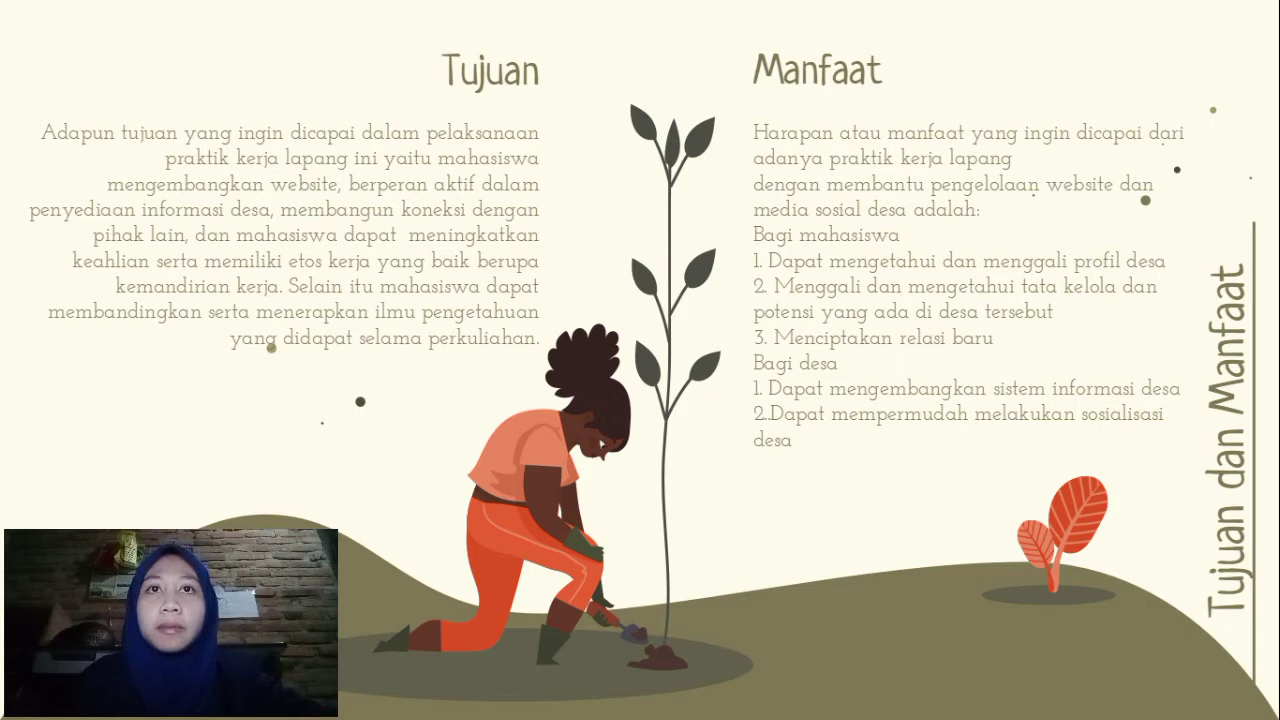 Tujuan
Adapun tujuan yang ingin dicapai dalam pelaksanaan
praktik kerja lapang ini yaitu mahasiswa
mengembangkan website, berperan aktif dalam
penyediaan informasi desa, membangun koneksi dengan
pihak lain, dan mahasiswa dapat  meningkatkan
keahlian serta memiliki etos kerja yang baik berupa
kemandirian kerja. Selain itu mahasiswa dapat
membandingkan serta menerapkan ilmu pengetahuan
yang didapat selama perkuliahan.
Manfaat
Harapan atau manfaat yang ingin dicapai dari
adanya praktik kerja lapang
dengan membantu pengelolaan website dan
media sosial desa adalah:
Bagi mahasiswa
1. Dapat mengetahui dan menggali profil desa
2. Menggali dan mengetahui tata kelola dan
potensi yang ada di desa tersebut
3. Menciptakan relasi baru
Bagi desa
1. Dapat mengembangkan sistem informasi desa
2..Dapat mempermudah melakukan sosialisasi
desa
Tujuan dan Manfaat